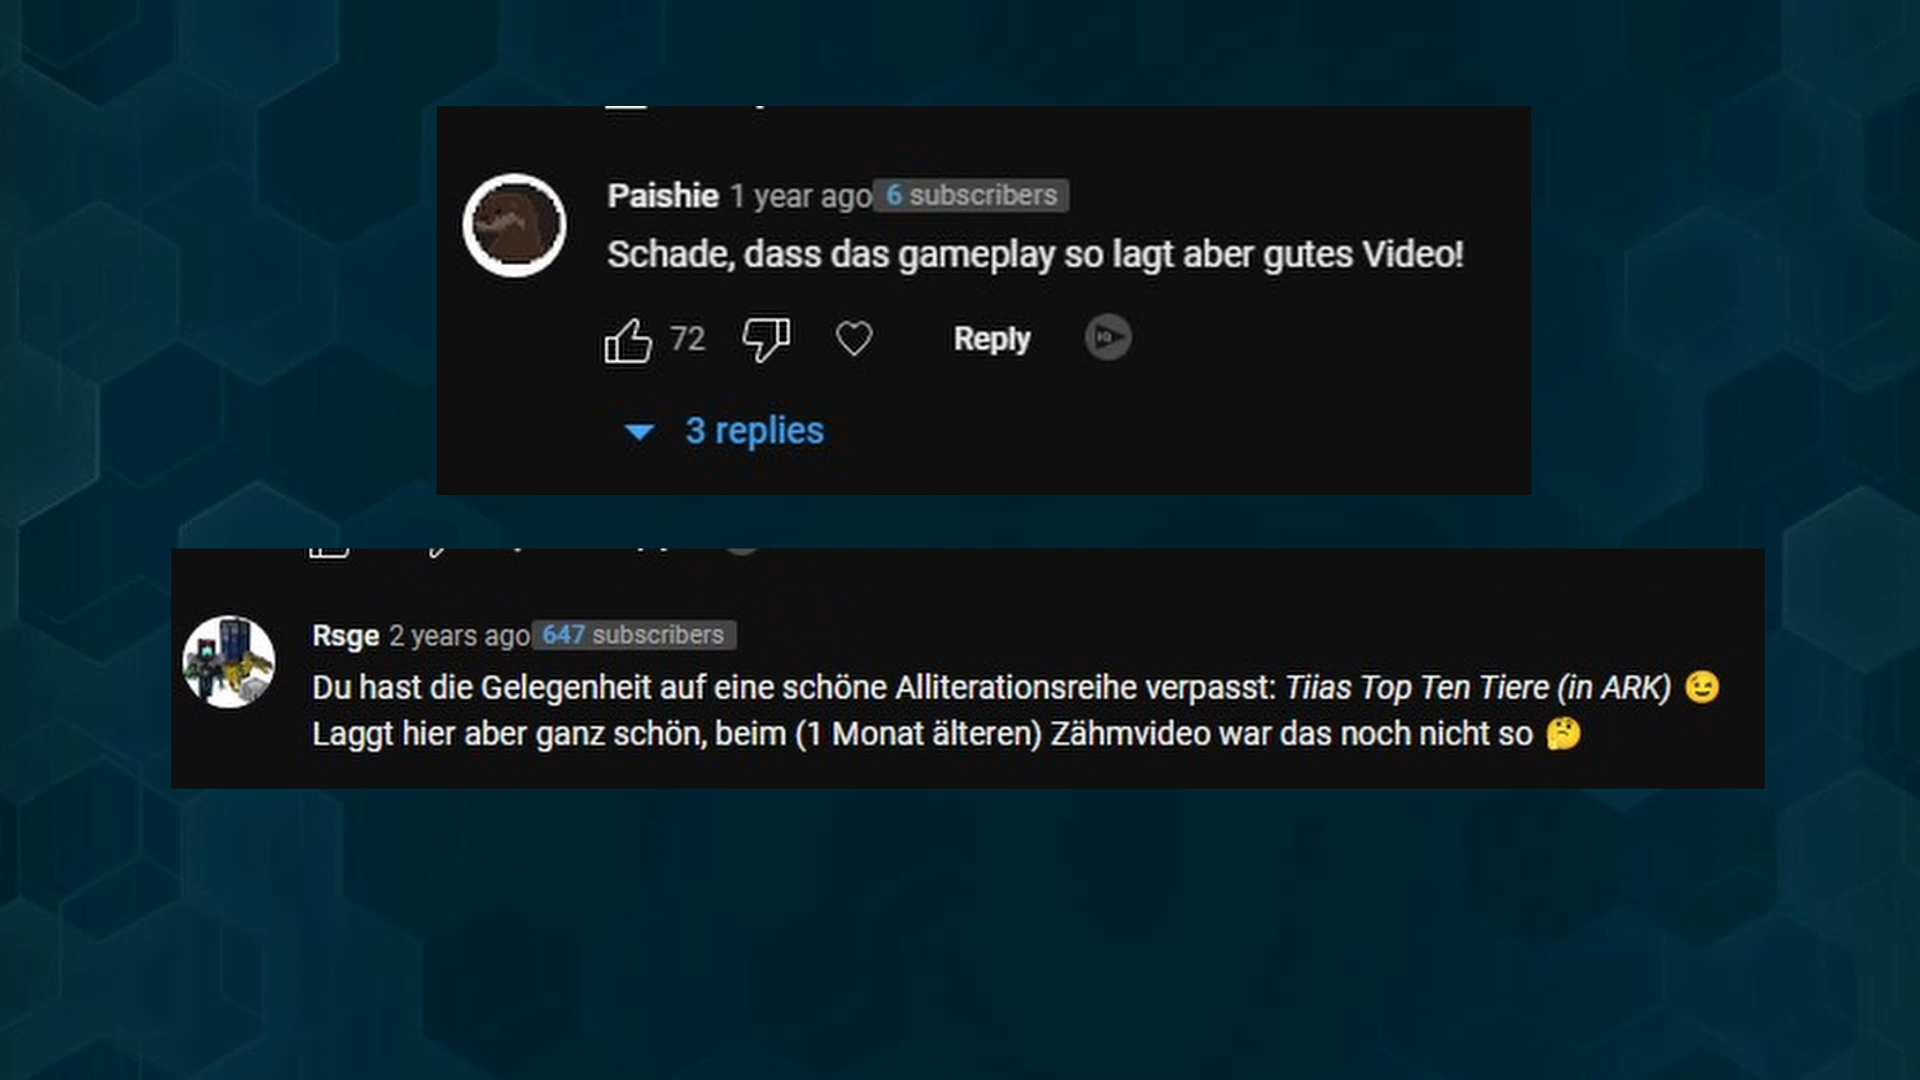 Paishie 1 year ago 6 subscribers
Schade, dass das gameplay so lagt aber gutes Video!
72 Reply
3 replies
Rsge 2 years ago 647 subscribers
Du hast die Gelegenheit auf eine schöne Alliterationsreihe verpasst: Tiias Top Ten Tiere (in ARK) 😉
Laggt hier aber ganz schön, beim (1 Monat älteren) Zähmvideo war das noch nicht so 🤔